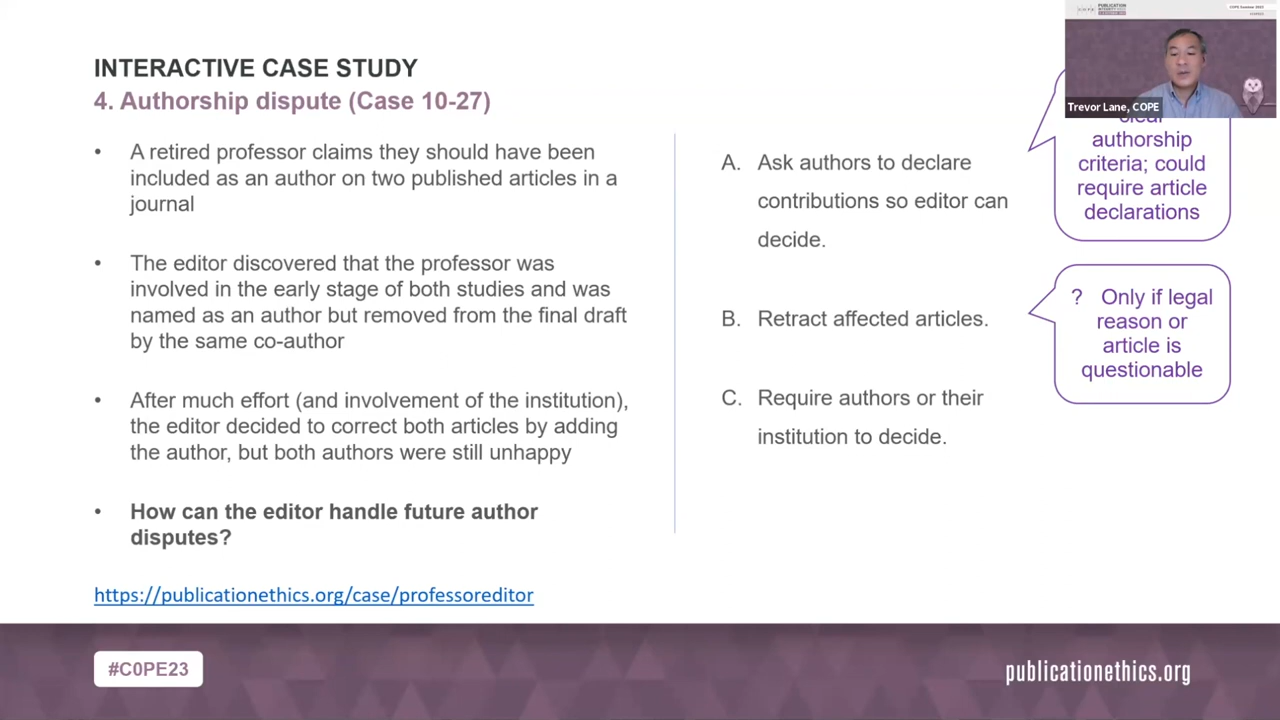 INTERACTIVE CASE STUDY
4. Authorship dispute (Case 10-27)
• A retired professor claims they should have been
included as an author on two published articles in a
journal
• The editor discovered that the professor was
involved in the early stage of both studies and was
named as an author but removed from the final draft
by the same co-author
• After much effort (and involvement of the institution),
the editor decided to correct both articles by adding
the author, but both authors were still unhappy
• How can the editor handle future author
disputes?
https://publicationethics.org/case/professoreditor
A. Ask authors to declare
contributions so editor can
decide.
B. Retract affected articles.
C. Require authors or their
institution to decide.
clear
authorship
criteria; could
require article
declarations
? Only if legal
reason or
article is
questionable
PUBLICATION
Trevor Lane, COPE
#C0PE23
publicationethics.org